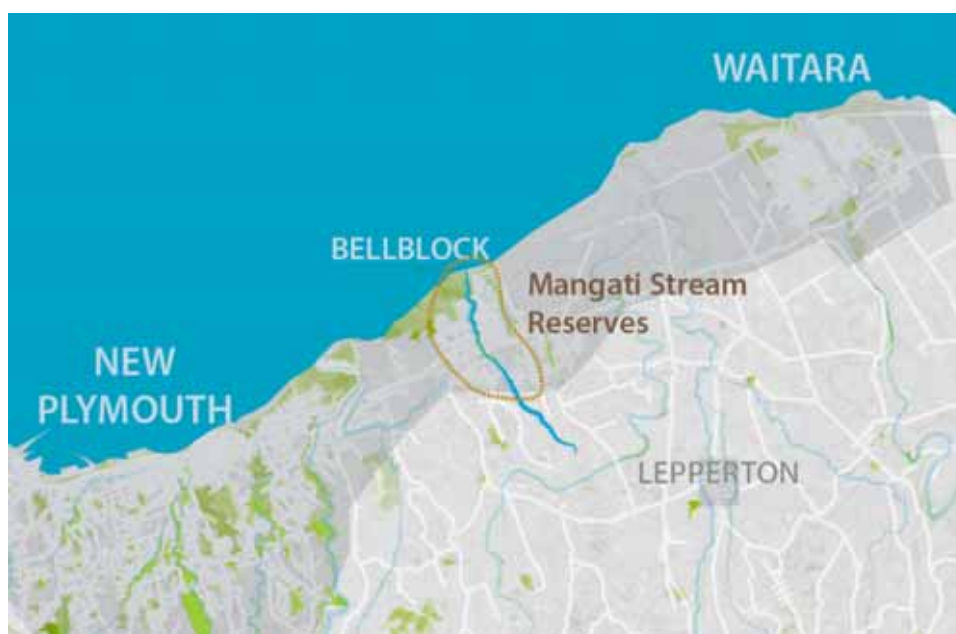 WAITARA
BELLBLOCK
Mangati Stream
Reserves
NEW
PLYMOUTH
LEPPERTON